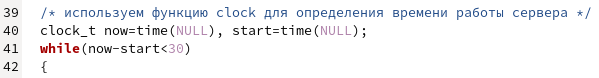 39 /* используем функцию clock для определения времени работы сервера */
40 clock_t now=time(NULL), start=time(NULL);
41 while(now-start<30)
42 {